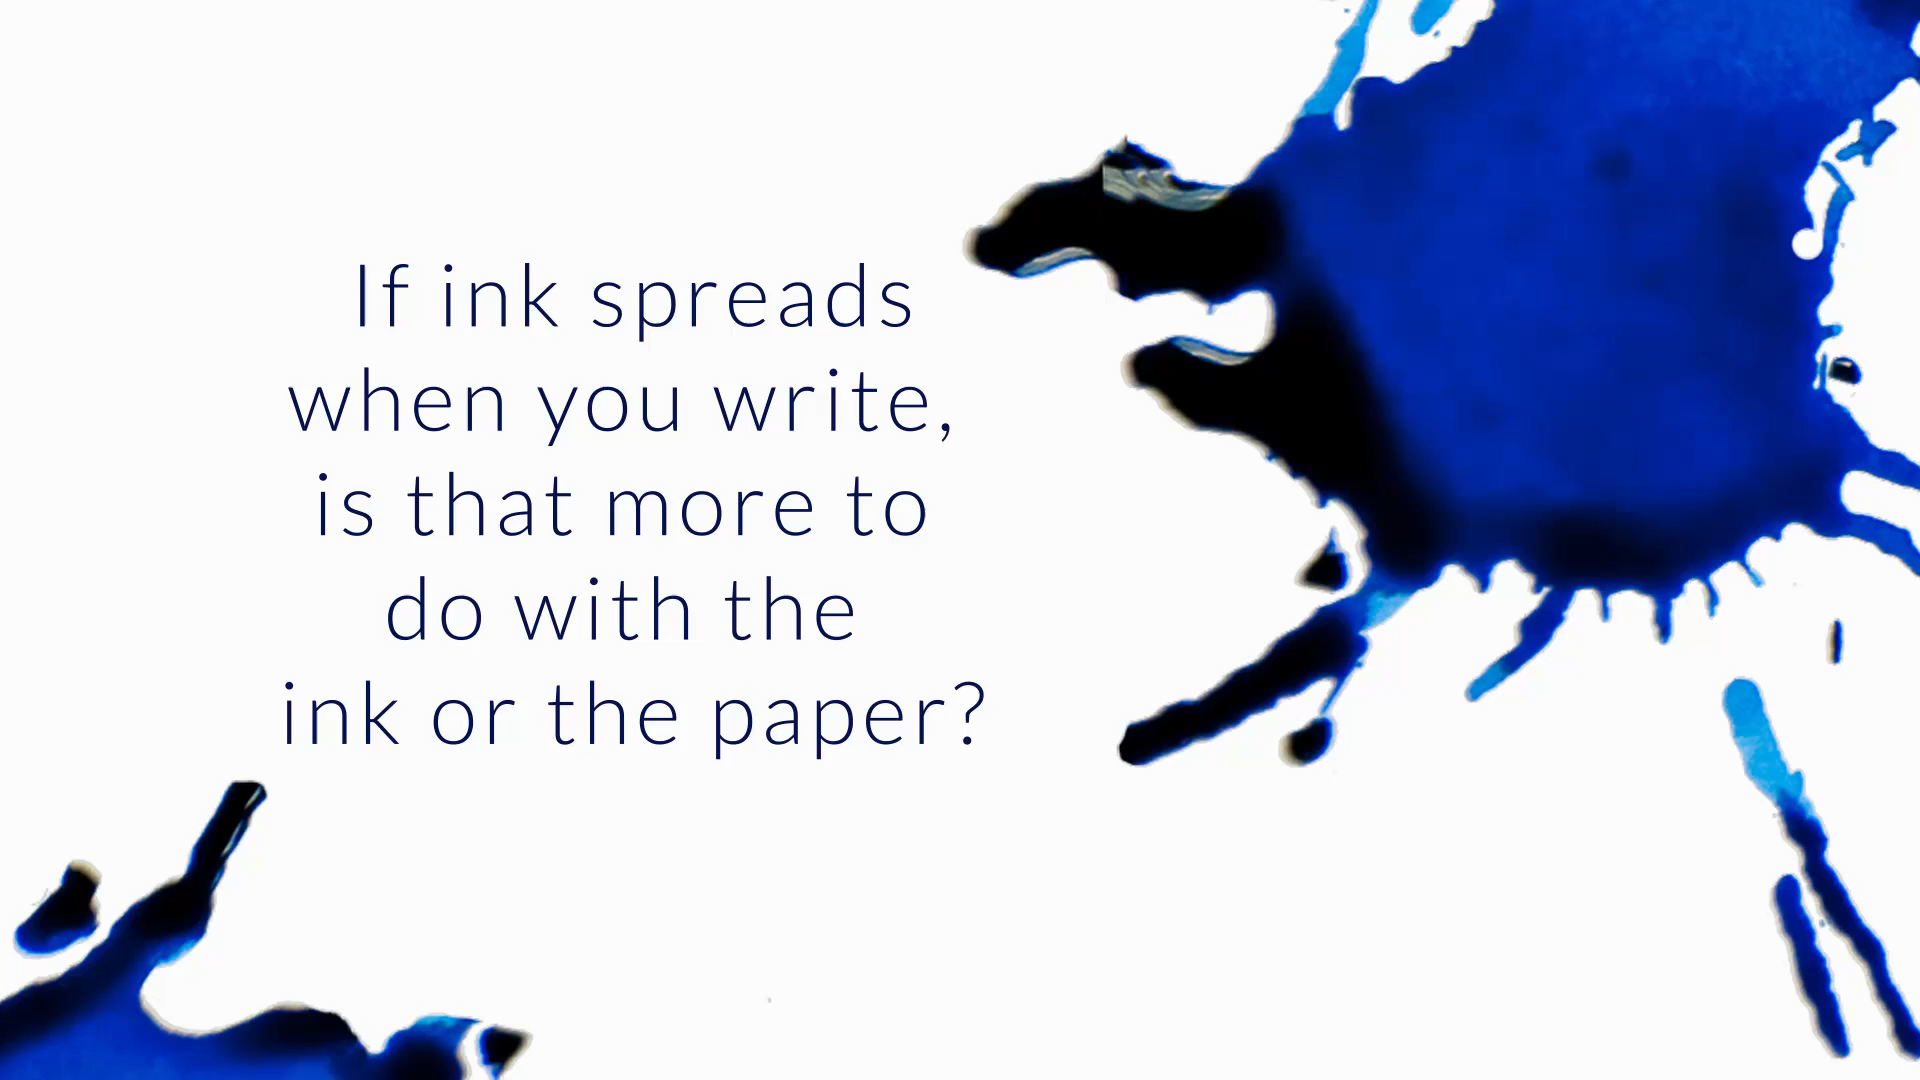 If ink spreads
when you write,
is that more to
do with the
ink or the paper?